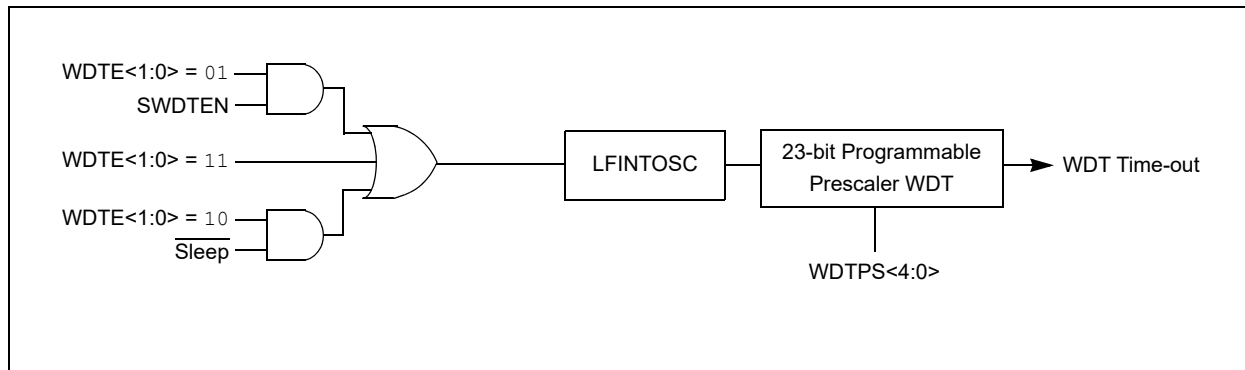 WDTE<1:0> = 01
SWDTEN
WDTE<1:0> = 11
WDTE<1:0> = 10
Sleep
LFINTOSC
23-bit Programmable
Prescaler WDT
WDT Time-out
WDTPS<4:0>